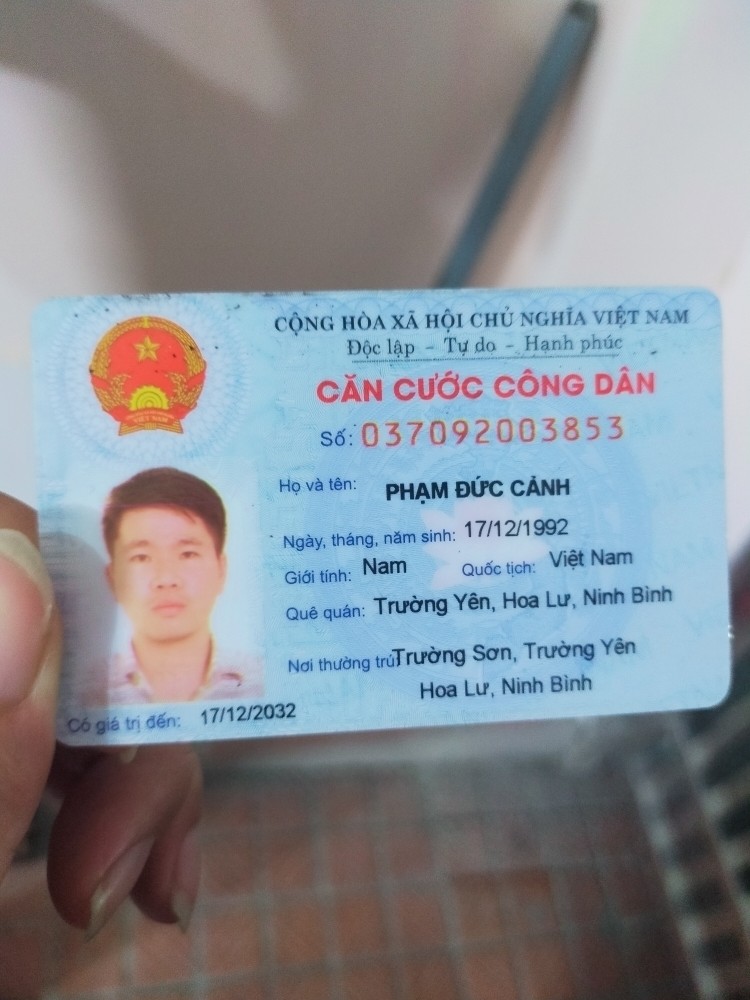 CỘNG HÒA XÃ HỘI CHỦ NGHĨA VIỆT NAM
Độc lập - Tự do - Hạnh phúc
CĂN CƯỚC CÔNG DÂN
Số: 037092003853
Họ và tên: PHẠM ĐỨC CẢNH
Ngày, tháng, năm sinh: 17/12/1992
Giới tính: Nam Quốc tịch: Việt Nam
Quê quán: Trường Yên, Hoa Lư, Ninh Bình
Nơi thường trú: Trường Sơn, Trường Yên
Hoa Lư, Ninh Bình
Có giá trị đến: 17/12/2032